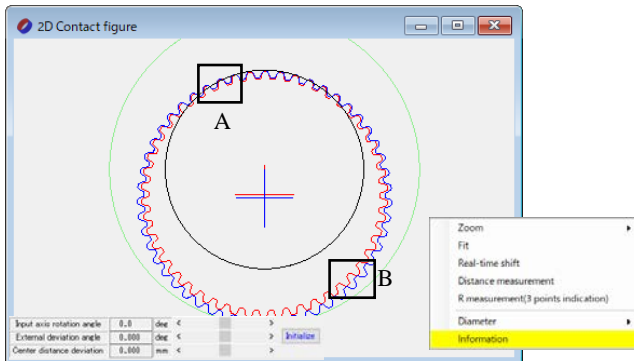 2D Contact figure
A
B
Zoom
Fit
Real-time shift
Distance measurement
R measurement(3 points indication)
Diameter
Information
Input axis rotation angle 0.0 deg < >
External deviation angle 0.000 deg < > Initialize
Center distance deviation 0.000 mm < >